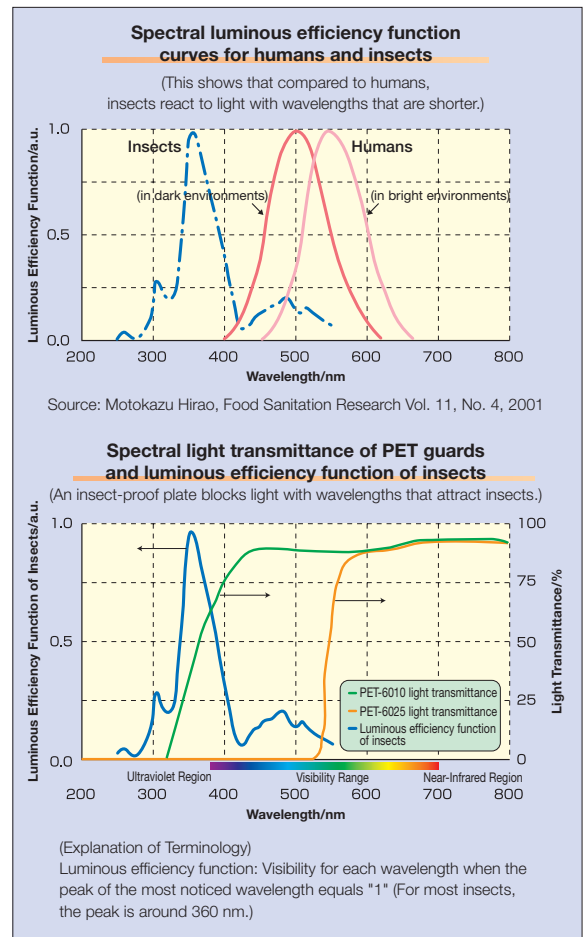 Spectral luminous efficiency function
curves for humans and insects
(This shows that compared to humans,
insects react to light with wavelengths that are shorter.)
Luminous Efficiency Function/a.u.
1.0
0.5
0.0
Insects
Humans
(in dark environments)
(in bright environments)
200 300 400 500 600 700 800
Wavelength/nm
Source: Motokazu Hirao, Food Sanitation Research Vol. 11, No. 4, 2001
Spectral light transmittance of PET guards
and luminous efficiency function of insects
(An insect-proof plate blocks light with wavelengths that attract insects.)
Luminous Efficiency Function of Insects/a.u.
1.0
0.5
0.0
100
75
50
25
0
Light Transmittance/%
PET-6010 light transmittance
PET-6025 light transmittance
Luminous efficiency function
of insects
Ultraviolet Region Visibility Range Near-Infrared Region
200 300 400 500 600 700 800
Wavelength/nm
(Explanation of Terminology)
Luminous efficiency function: Visibility for each wavelength when the
peak of the most noticed wavelength equals "1" (For most insects,
the peak is around 360 nm.)